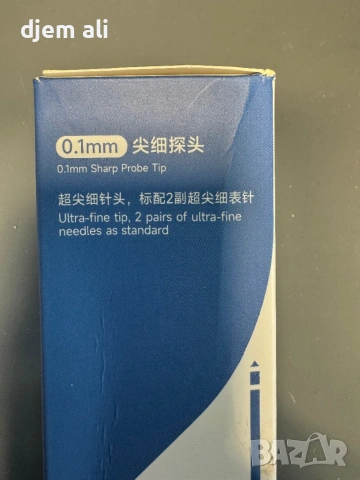 djem ali
0.1mm 尖细探头
0.1mm Sharp Probe Tip
超尖细针头，标配2副超尖细表针
Ultra-fine tip, 2 pairs of ultra-fine
needles as standard
BAZAR